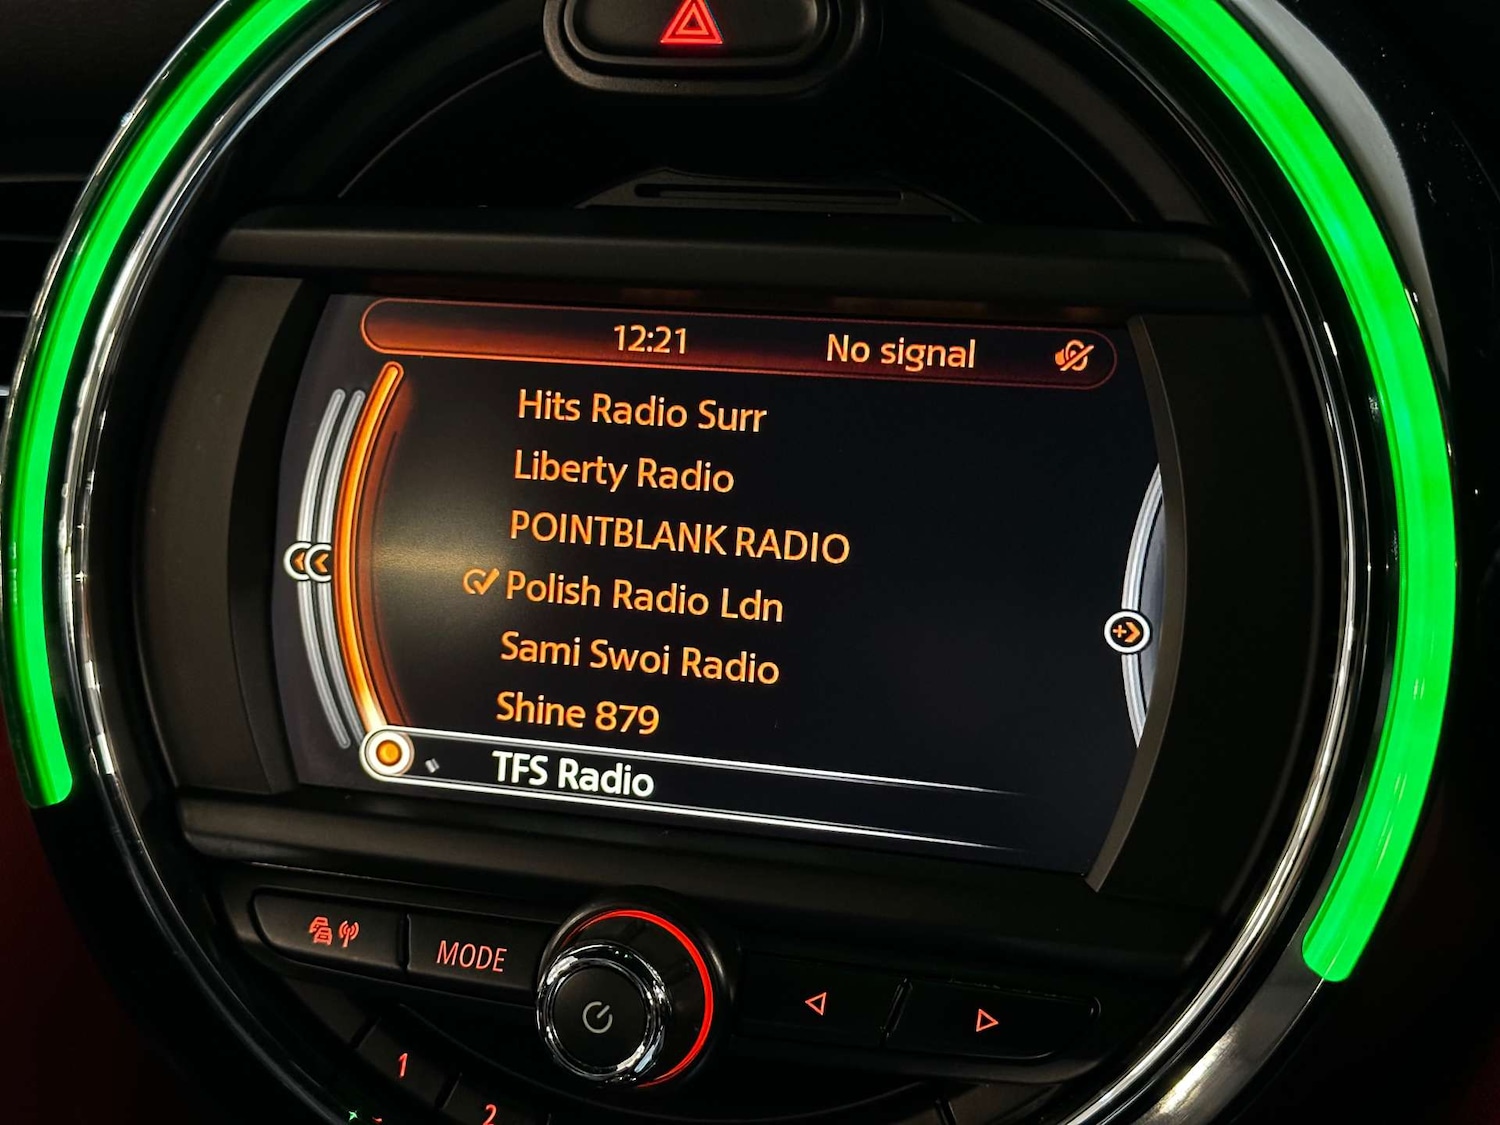 12:21 No signal
Hits Radio Surr
Liberty Radio
POINTBLANK RADIO
Polish Radio Ldn
Sami Swoi Radio
Shine 879
TFS Radio
MODE
1
2